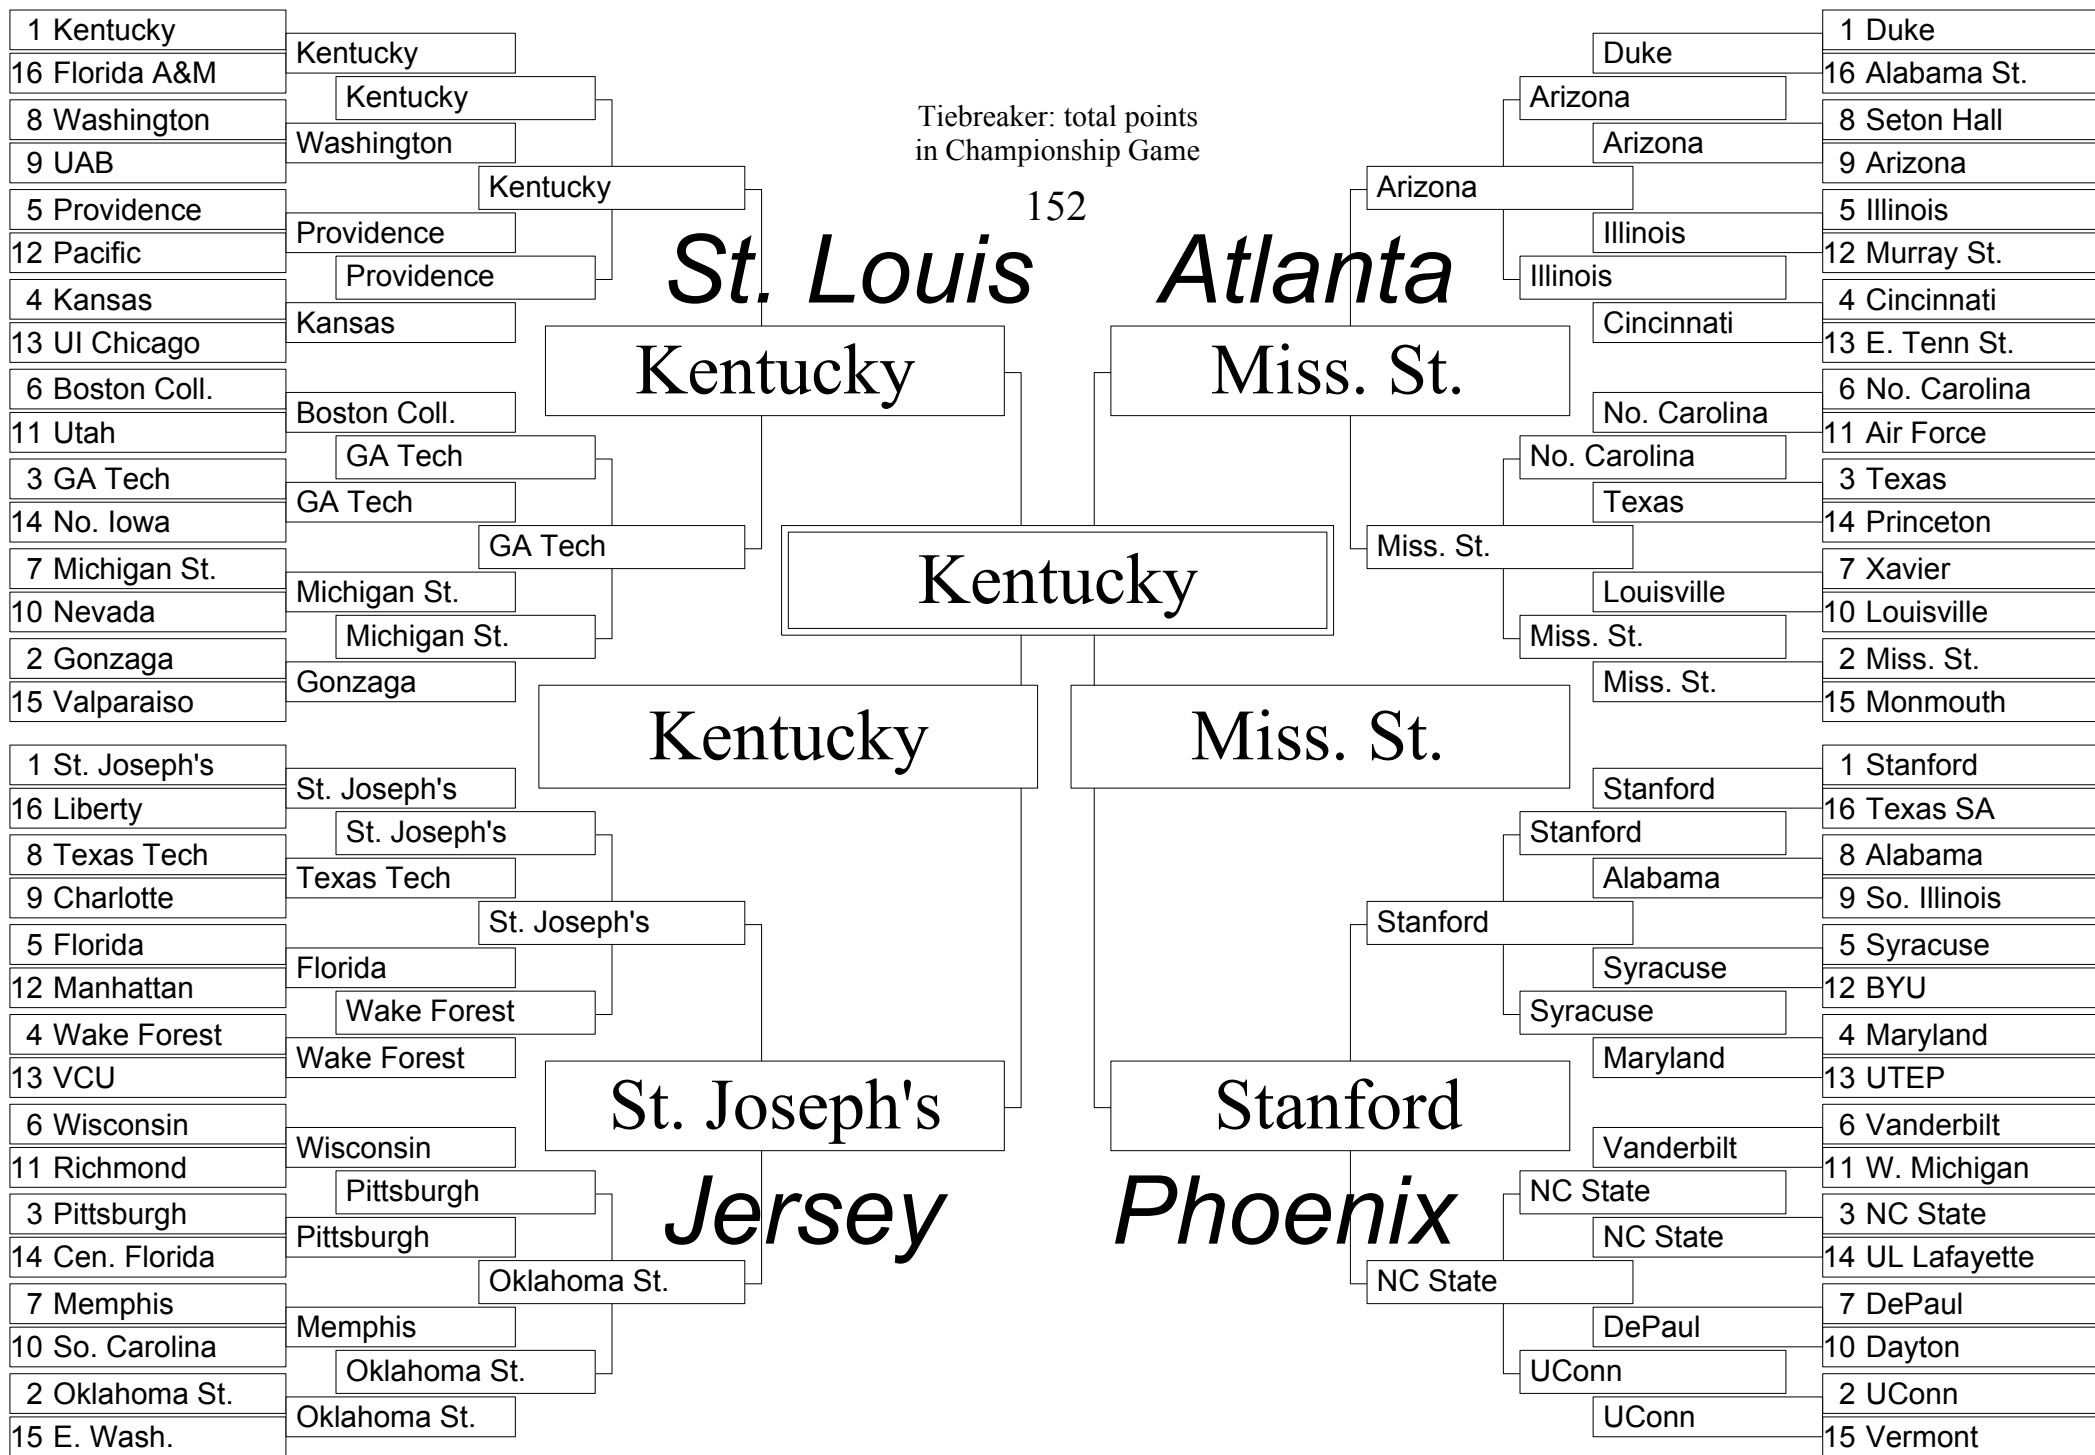 1 Kentucky
16 Florida A&M
8 Washington
9 UAB
5 Providence
12 Pacific
4 Kansas
13 UI Chicago
6 Boston Coll.
11 Utah
3 GA Tech
14 No. Iowa
7 Michigan St.
10 Nevada
2 Gonzaga
15 Valparaiso
1 St. Joseph's
16 Liberty
8 Texas Tech
9 Charlotte
5 Florida
12 Manhattan
4 Wake Forest
13 VCU
6 Wisconsin
11 Richmond
3 Pittsburgh
14 Cen. Florida
7 Memphis
10 So. Carolina
2 Oklahoma St.
15 E. Wash.
Kentucky
Washington
Providence
Kansas
Boston Coll.
GA Tech
Michigan St.
Gonzaga
St. Joseph's
Texas Tech
Florida
Wake Forest
Wisconsin
Pittsburgh
Memphis
Oklahoma St.
Kentucky
Providence
GA Tech
Michigan St.
St. Joseph's
Wake Forest
Pittsburgh
Oklahoma St.
Kentucky
GA Tech
St. Joseph's
Oklahoma St.
Tiebreaker: total points
in Championship Game
152
St. Louis
Atlanta
Kentucky
Miss. St.
Kentucky
Kentucky
Miss. St.
St. Joseph's
Stanford
Jersey
Phoenix
Arizona
Miss. St.
Stanford
NC State
Arizona
Illinois
No. Carolina
Miss. St.
Stanford
Syracuse
NC State
UConn
Duke
Arizona
Illinois
Cincinnati
No. Carolina
Texas
Louisville
Miss. St.
Stanford
Alabama
Syracuse
Maryland
Vanderbilt
NC State
DePaul
UConn
1 Duke
16 Alabama St.
8 Seton Hall
9 Arizona
5 Illinois
12 Murray St.
4 Cincinnati
13 E. Tenn St.
6 No. Carolina
11 Air Force
3 Texas
14 Princeton
7 Xavier
10 Louisville
2 Miss. St.
15 Monmouth
1 Stanford
16 Texas SA
8 Alabama
9 So. Illinois
5 Syracuse
12 BYU
4 Maryland
13 UTEP
6 Vanderbilt
11 W. Michigan
3 NC State
14 UL Lafayette
7 DePaul
10 Dayton
2 UConn
15 Vermont